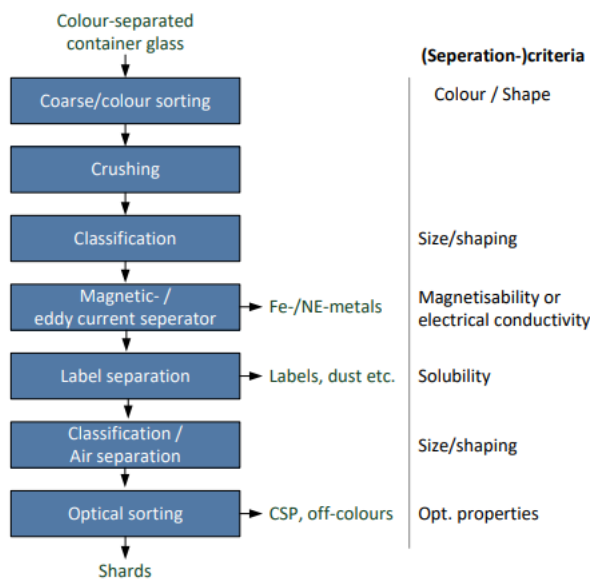 Colour-separated
container glass
(Seperation-)criteria
Coarse/colour sorting
Colour / Shape
Crushing
Classification
Size/shaping
Magnetic- /
eddy current seperator
Fe-/NE-metals
Magnetisability or
electrical conductivity
Label separation
Labels, dust etc.
Solubility
Classification /
Air separation
Size/shaping
Optical sorting
CSP, off-colours
Opt. properties
Shards